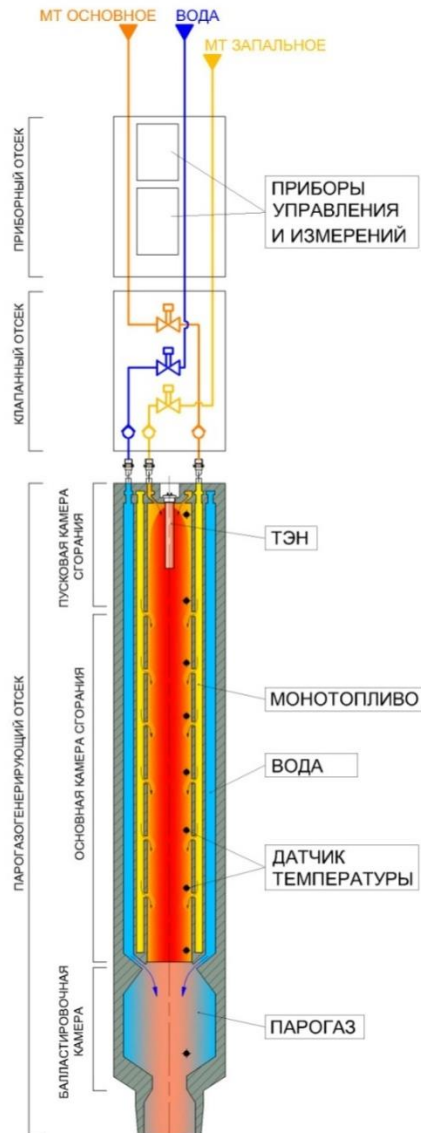 МТ ОСНОВНОЕ
ВОДА
МТ ЗАПАЛЬНОЕ
ПРИБОРНЫЙ ОТСЕК
ПРИБОРЫ
УПРАВЛЕНИЯ
И ИЗМЕРЕНИЙ
КЛАПАННЫЙ ОТСЕК
ПАРОГАЗОГЕНЕРИРУЮЩИЙ ОТСЕК
ПУСКОВАЯ КАМЕРА
СГОРАНИЯ
ТЭН
ОСНОВНАЯ КАМЕРА СГОРАНИЯ
МОНОТОПЛИВО
ВОДА
ДАТЧИК
ТЕМПЕРАТУРЫ
БАЛЛАСТИРОВОЧНАЯ
КАМЕРА
ПАРОГАЗ